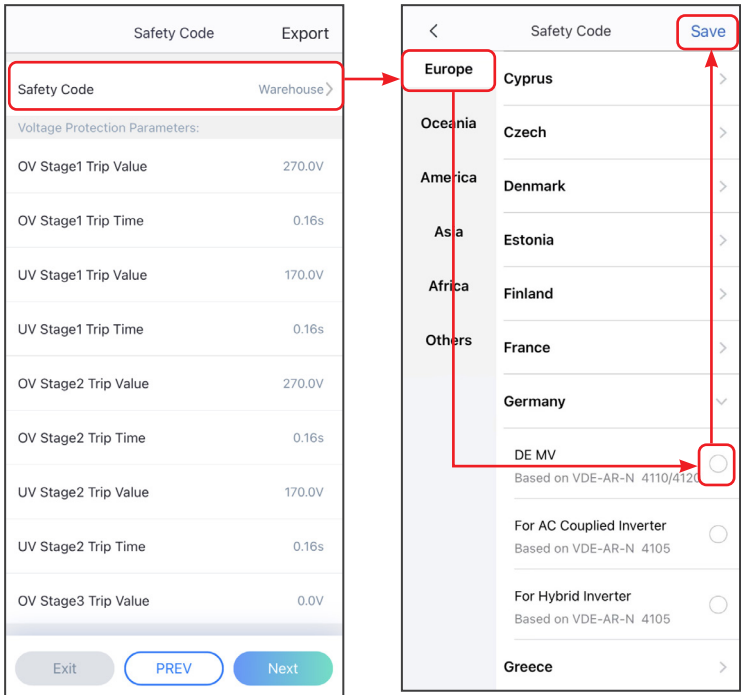 Safety Code Export
Safety Code Warehouse
Voltage Protection Parameters:
OV Stage1 Trip Value 270.0V
OV Stage1 Trip Time 0.16s
UV Stage1 Trip Value 170.0V
UV Stage1 Trip Time 0.16s
OV Stage2 Trip Value 270.0V
OV Stage2 Trip Time 0.16s
UV Stage2 Trip Value 170.0V
UV Stage2 Trip Time 0.16s
OV Stage3 Trip Value 0.0V
Exit PREV Next
Safety Code Save
Europe
Oceania
America
Asia
Africa
Others
Cyprus
Czech
Denmark
Estonia
Finland
France
Germany
DE MV
Based on VDE-AR-N 4110/4120
For AC Couplied Inverter
Based on VDE-AR-N 4105
For Hybrid Inverter
Based on VDE-AR-N 4105
Greece